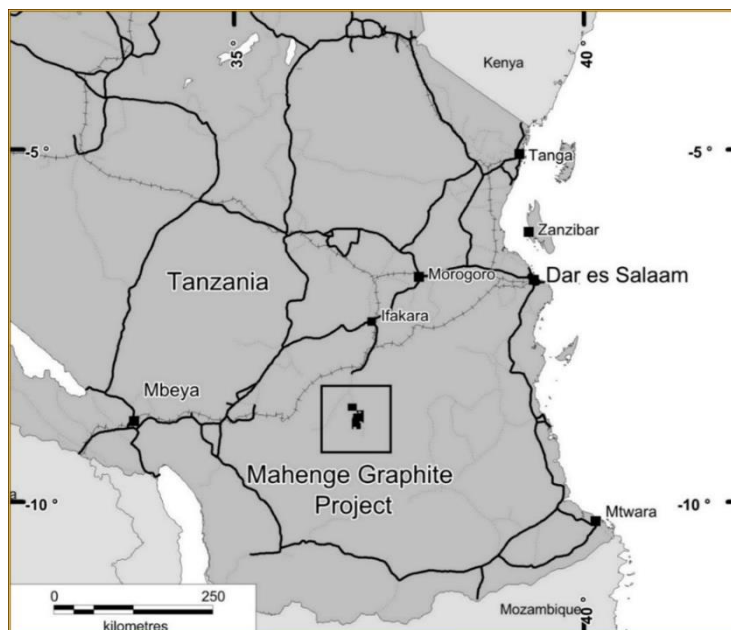 35 °
40 °
Kenya
-5 °
-5 °
Tanga
Zanzibar
Tanzania
Morogoro
Dar es Salaam
Ifakara
Mbeya
Mahenge Graphite
Project
-10 °
-10 °
Mtwara
0
250
kilometres
Mozambique
40 °